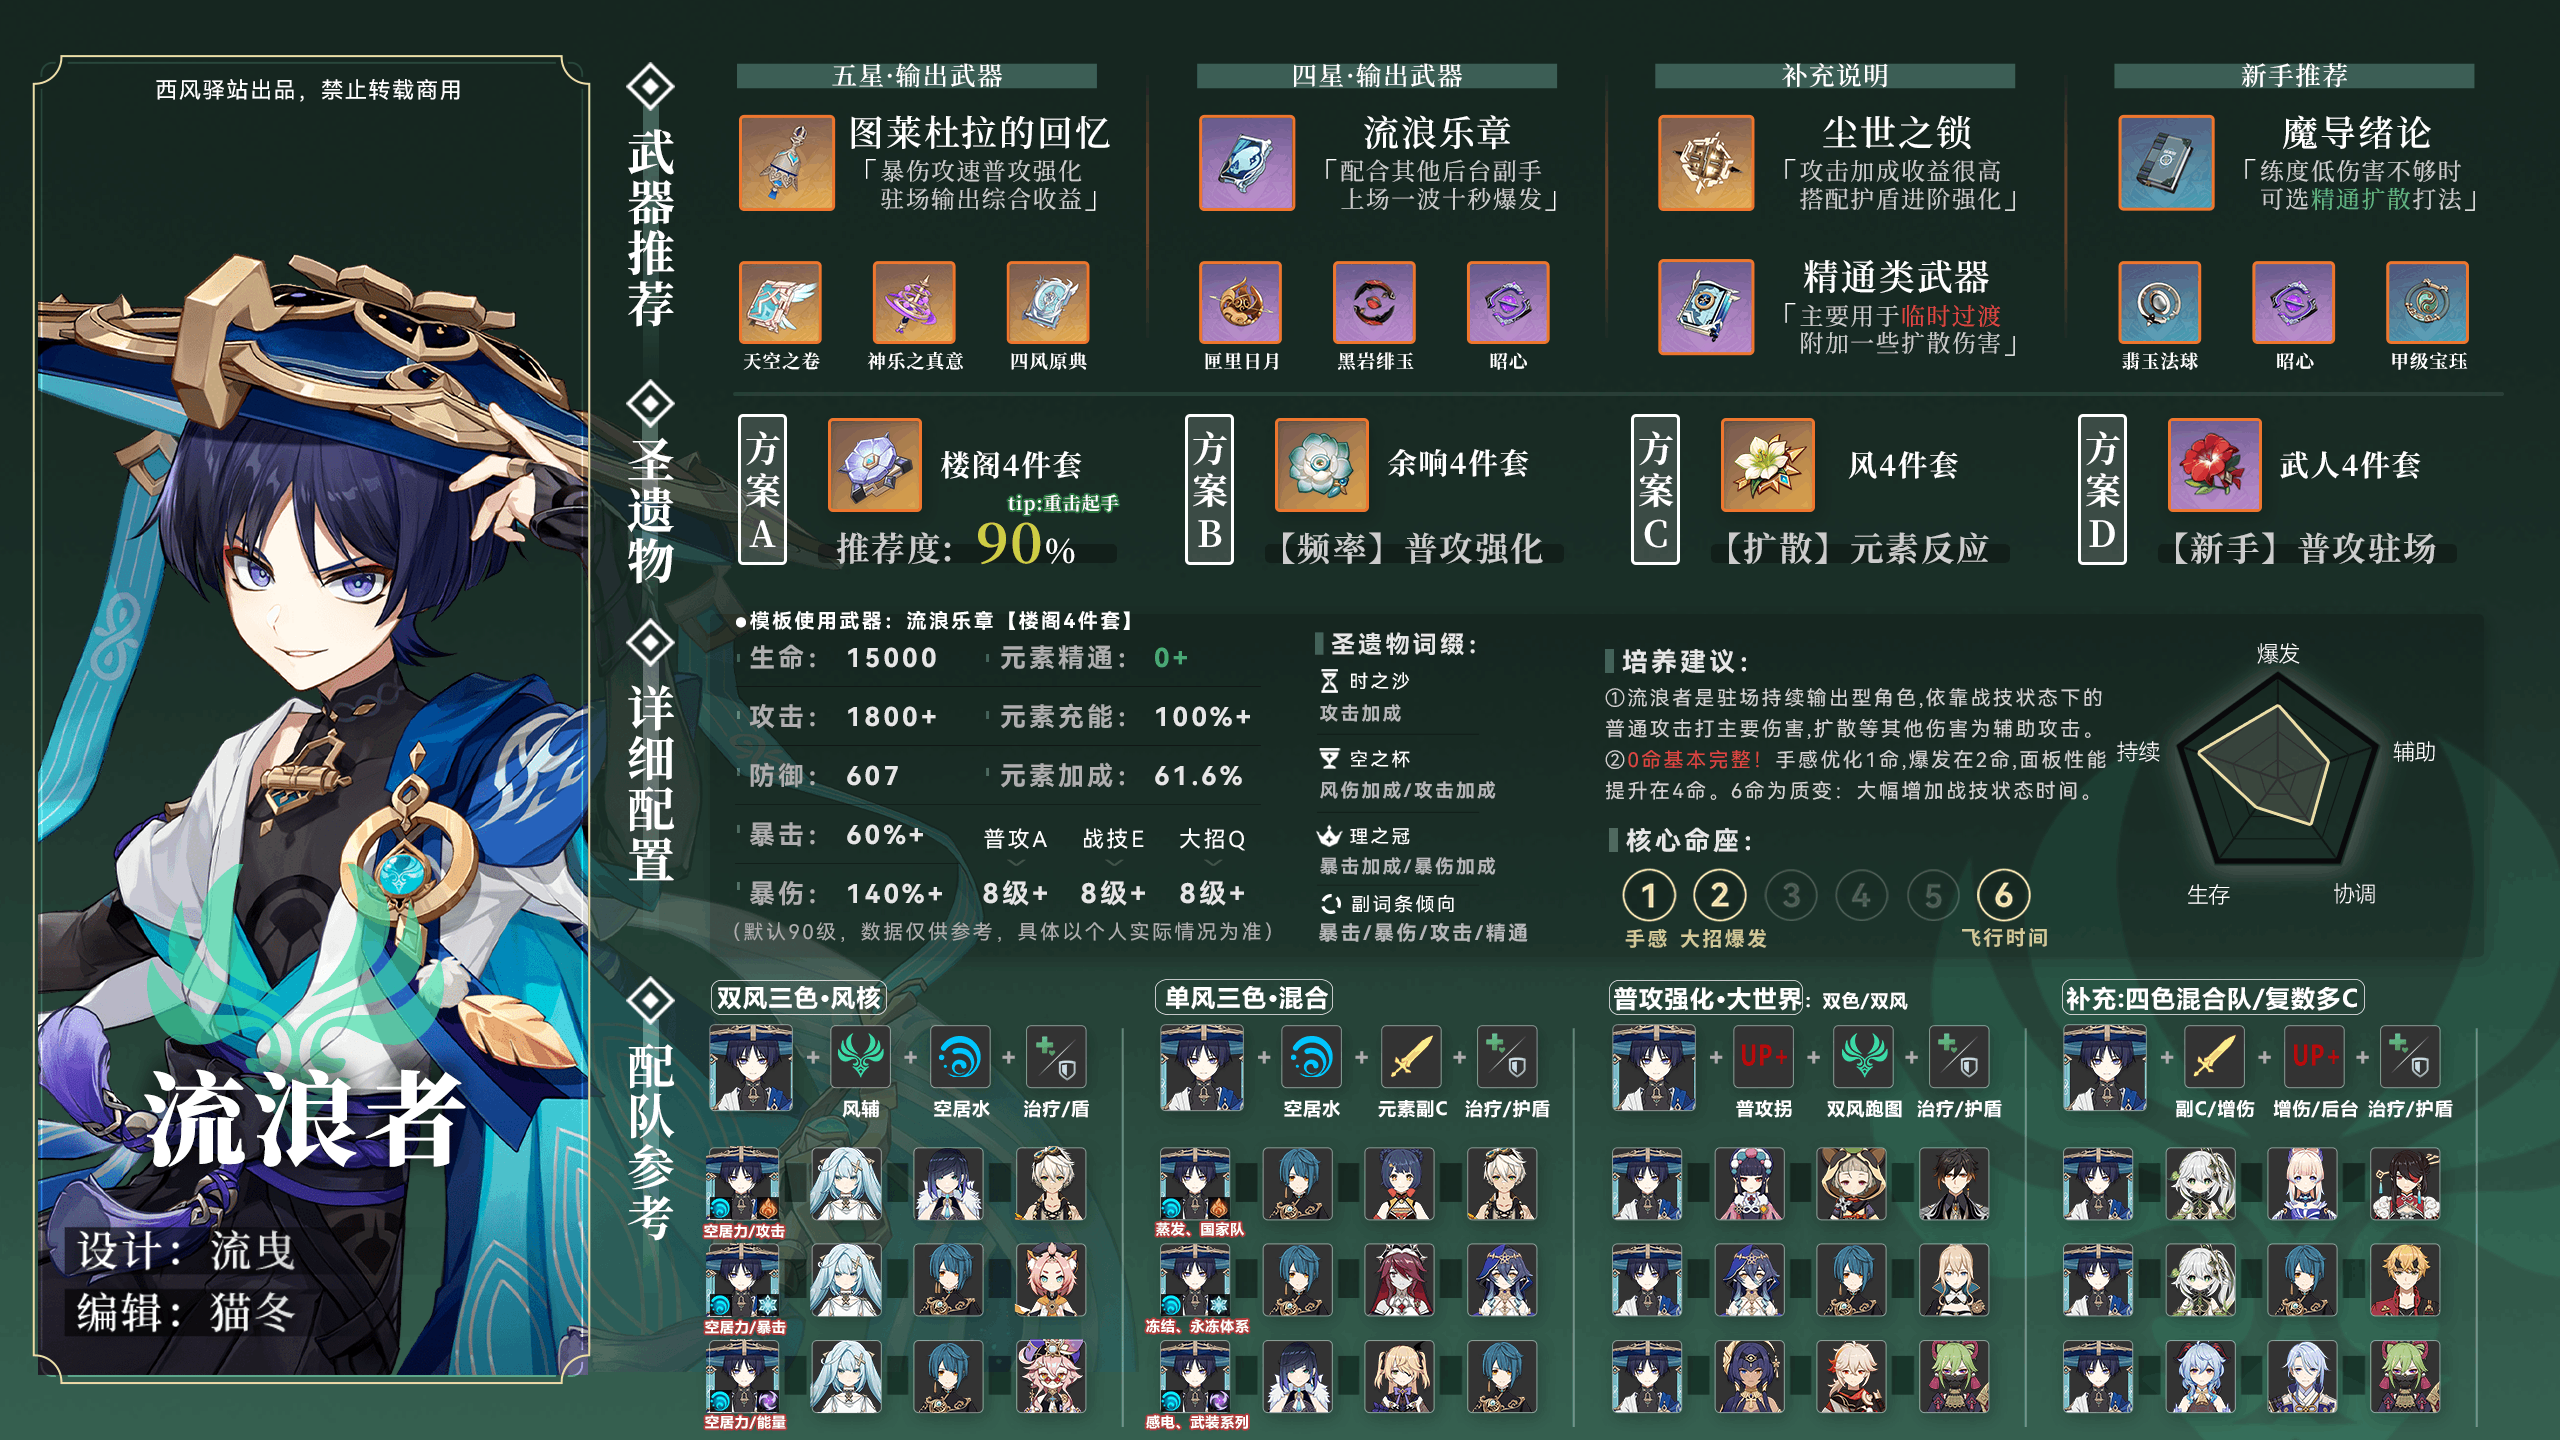 西风驿站出品，禁止转载商用
流浪者
设计：流曳
编辑：猫冬
武器推荐
五星·输出武器
图莱杜拉的回忆
「暴伤攻速普攻强化
驻场输出综合收益」
天空之卷
神乐之真意
四风原典
四星·输出武器
流浪乐章
「配合其他后台副手
上场一波十秒爆发」
匣里日月
黑岩绯玉
昭心
补充说明
尘世之锁
「攻击加成收益很高
搭配护盾进阶强化」
精通类武器
「主要用于临时过渡
附加一些扩散伤害」
新手推荐
魔导绪论
「练度低伤害不够时
可选精通扩散打法」
翡玉法球
昭心
甲级宝珏
圣遗物
方案A
楼阁4件套
tip:重击起手
推荐度：90%
方案B
余响4件套
【频率】普攻强化
方案C
风4件套
【扩散】元素反应
方案D
武人4件套
【新手】普攻驻场
详细配置
●模板使用武器：流浪乐章【楼阁4件套】
生命：15000
元素精通：0+
攻击：1800+
元素充能：100%+
防御：607
元素加成：61.6%
暴击：60%+
普攻A 战技E 大招Q
暴伤：140%+
8级+ 8级+ 8级+
（默认90级，数据仅供参考，具体以个人实际情况为准）
圣遗物词缀：
时之沙
攻击加成
空之杯
风伤加成/攻击加成
理之冠
暴击加成/暴伤加成
副词条倾向
暴击/暴伤/攻击/精通
培养建议：
①流浪者是驻场持续输出型角色,依靠战技状态下的
普通攻击打主要伤害,扩散等其他伤害为辅助攻击。
②0命基本完整！手感优化1命,爆发在2命,面板性能
提升在4命。6命为质变：大幅增加战技状态时间。
核心命座：
1 2 3 4 5 6
手感 大招爆发 飞行时间
爆发
持续
辅助
生存
协调
配队参考
双风三色·风核
风辅
空居水
治疗/盾
空居力/攻击
空居力/暴击
空居力/能量
单风三色·混合
空居水
元素副C
治疗/护盾
蒸发、国家队
冻结、永冻体系
感电、武装系列
普攻强化·大世界：双色/双风
UP+
普攻拐
双风跑图
治疗/护盾
补充:四色混合队/复数多C
UP+
副C/增伤
增伤/后台
治疗/护盾